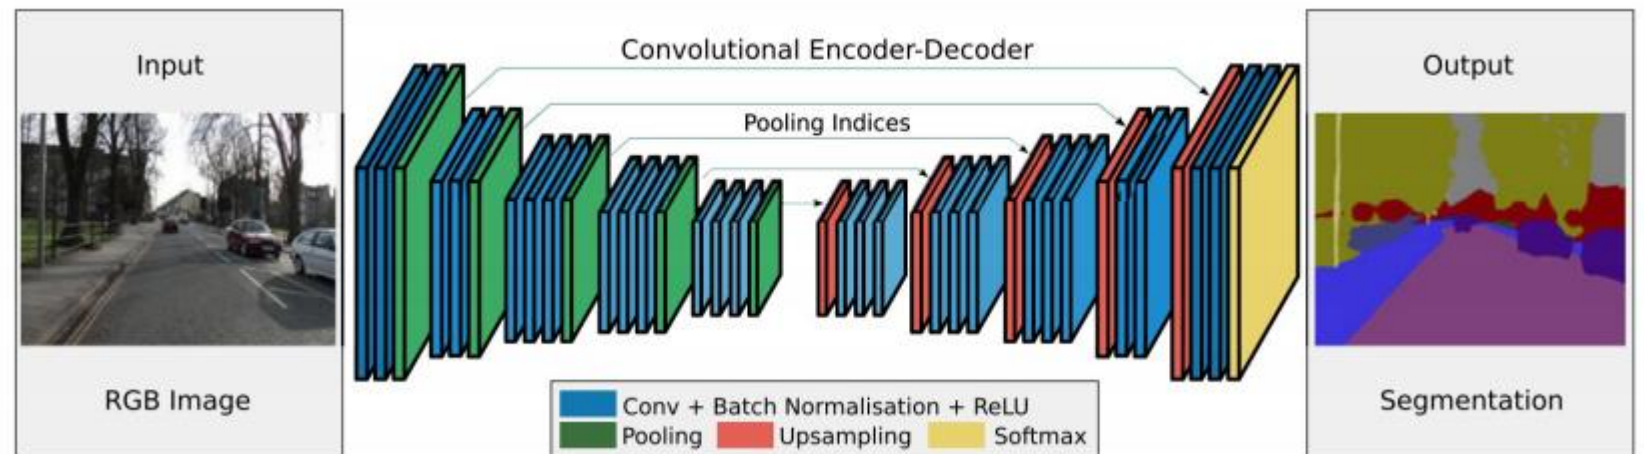 Input
RGB Image
Convolutional Encoder-Decoder
Pooling Indices
Conv + Batch Normalisation + ReLU
Pooling Upsampling Softmax
Output
Segmentation